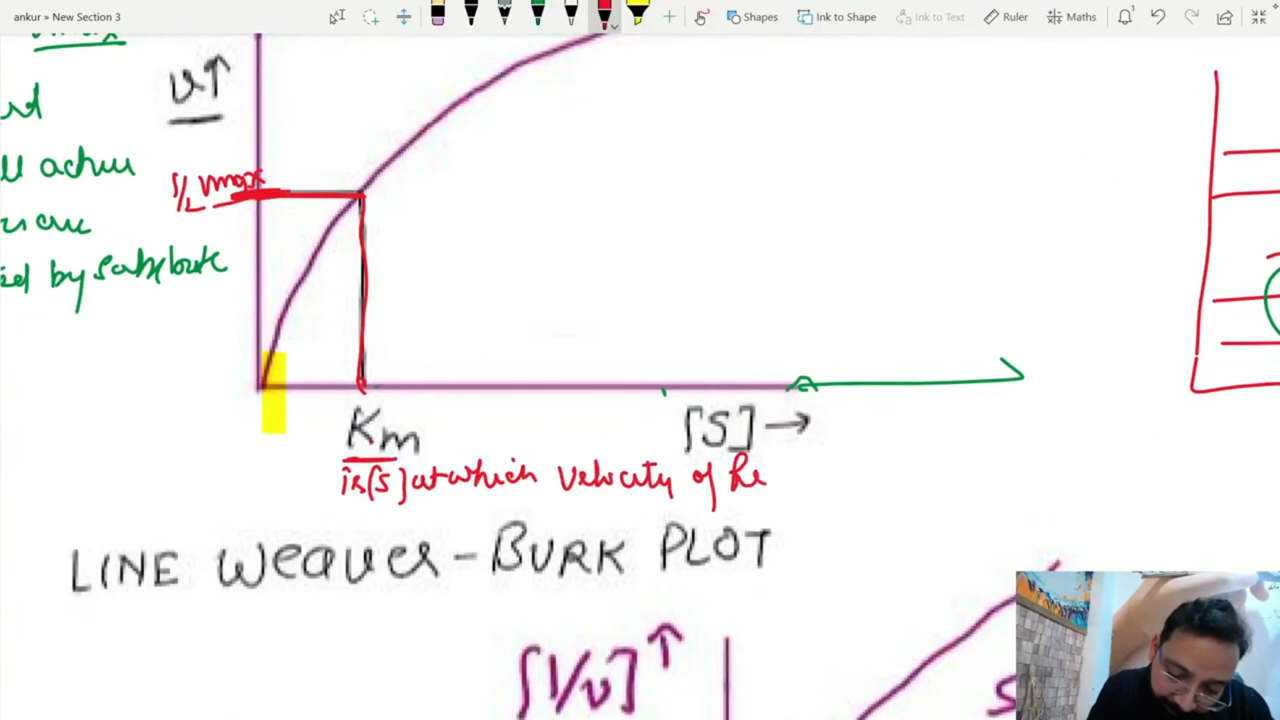 ankur » New Section 3
Shapes
Ink to Shape
Ink to Text
Ruler
Maths
v↑
1/2 Vmax
by Substrate
Km
[S] →
is [S] at which velocity of Re
LINE Weaver - BURK PLOT
[1/v]↑
S